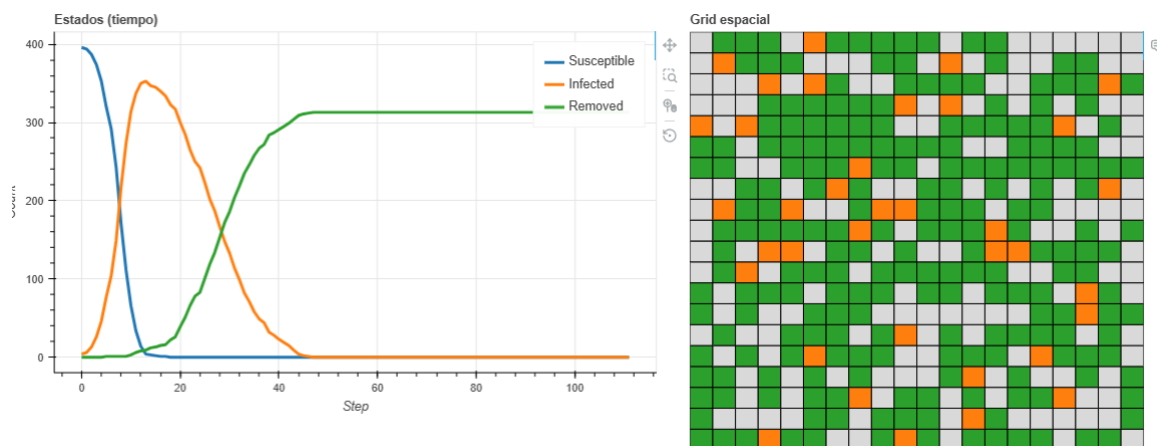 Estados (tiempo)
400
300
200
100
0
Susceptible
Infected
Removed
0
20
40
60
80
100
Step
Grid espacial